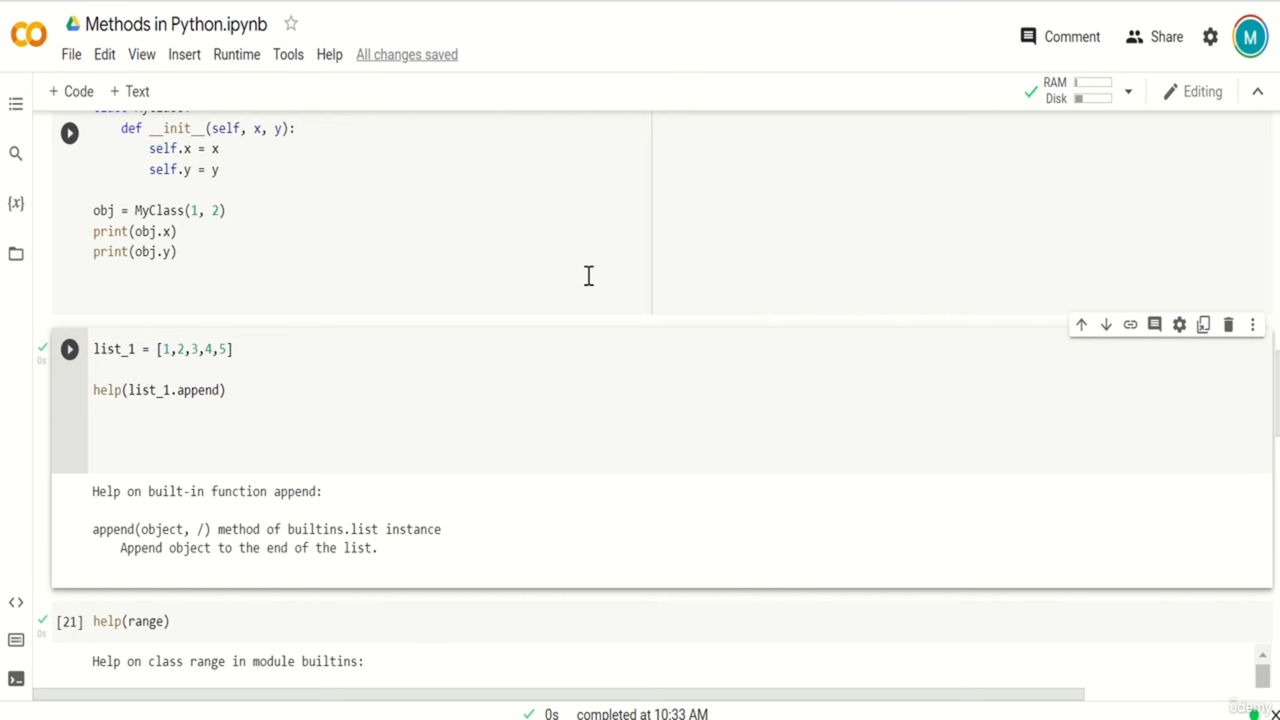 Methods in Python.ipynb
Comment
Share
M
File Edit View Insert Runtime Tools Help All changes saved
+ Code + Text
RAM
Disk
Editing
def __init__(self, x, y):
self.x = x
self.y = y
obj = MyClass(1, 2)
print(obj.x)
print(obj.y)
list_1 = [1,2,3,4,5]
0s
help(list_1.append)
Help on built-in function append:
append(object, /) method of builtins.list instance
Append object to the end of the list.
[21] help(range)
0s
Help on class range in module builtins:
0s completed at 10:33 AM
ûdemy